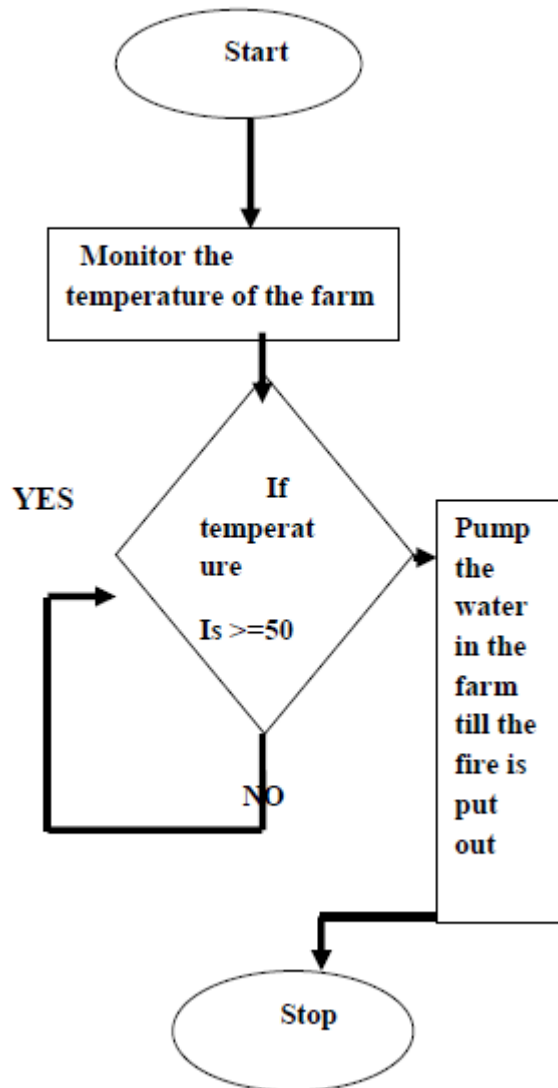 Start
Monitor the
temperature of the farm
YES
If
temperat
ure
Is >=50
NO
Pump
the
water
in the
farm
till the
fire is
put
out
Stop